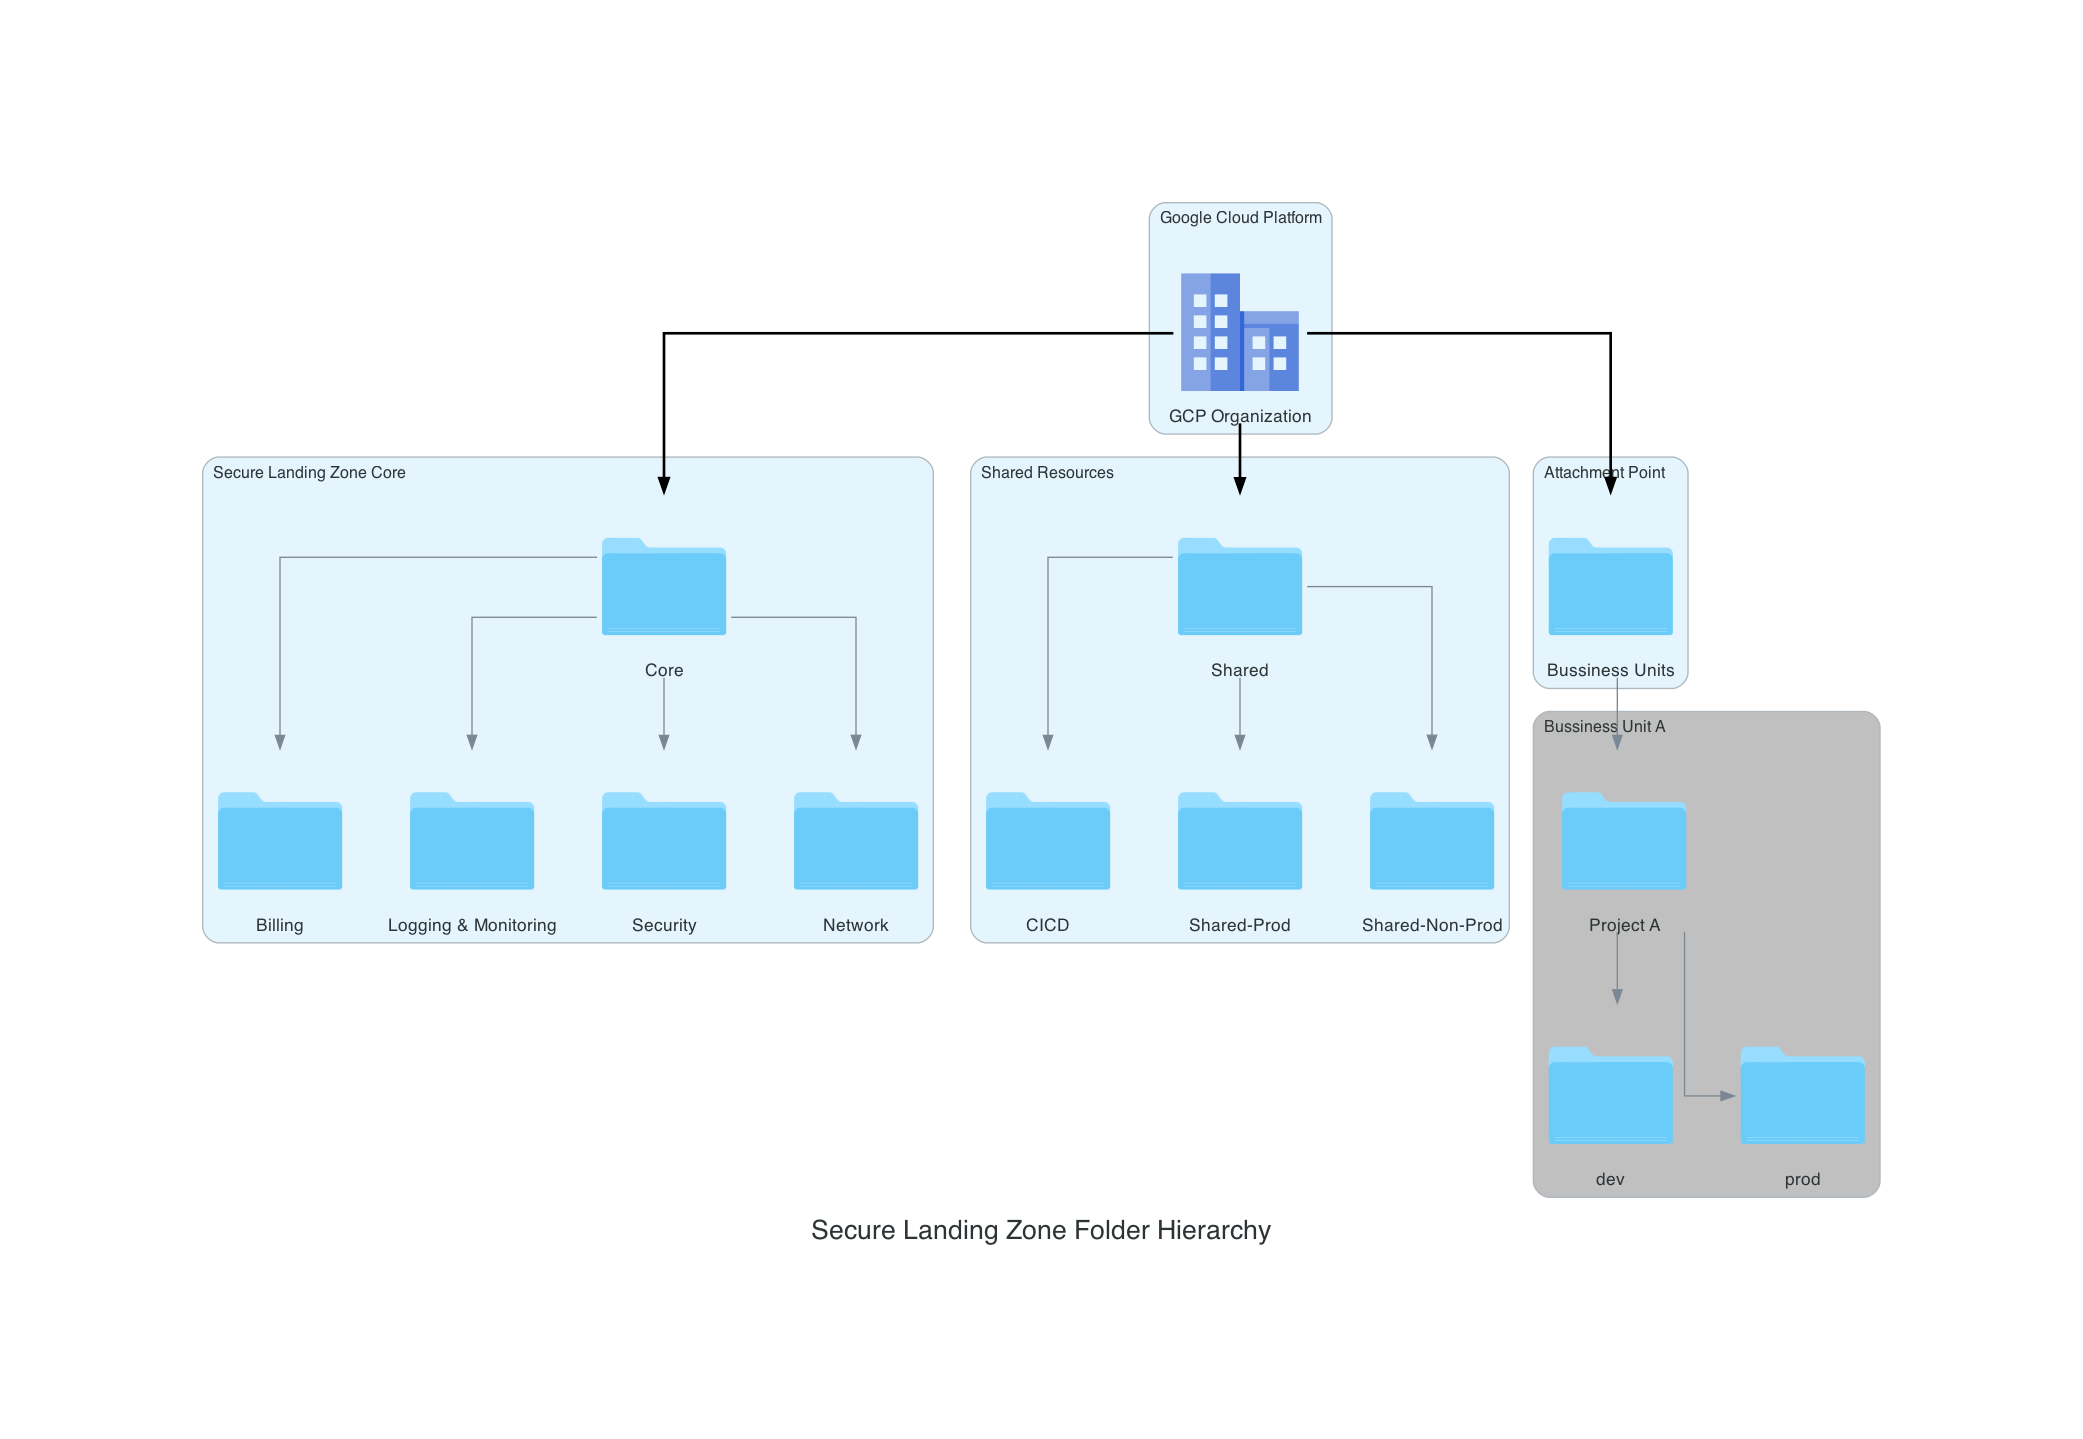 Google Cloud Platform
GCP Organization
Secure Landing Zone Core
Shared Resources
Attachment Point
Core
Shared
Bussiness Units
Bussiness Unit A
Billing
Logging & Monitoring
Security
Network
CICD
Shared-Prod
Shared-Non-Prod
Project A
dev
prod
Secure Landing Zone Folder Hierarchy